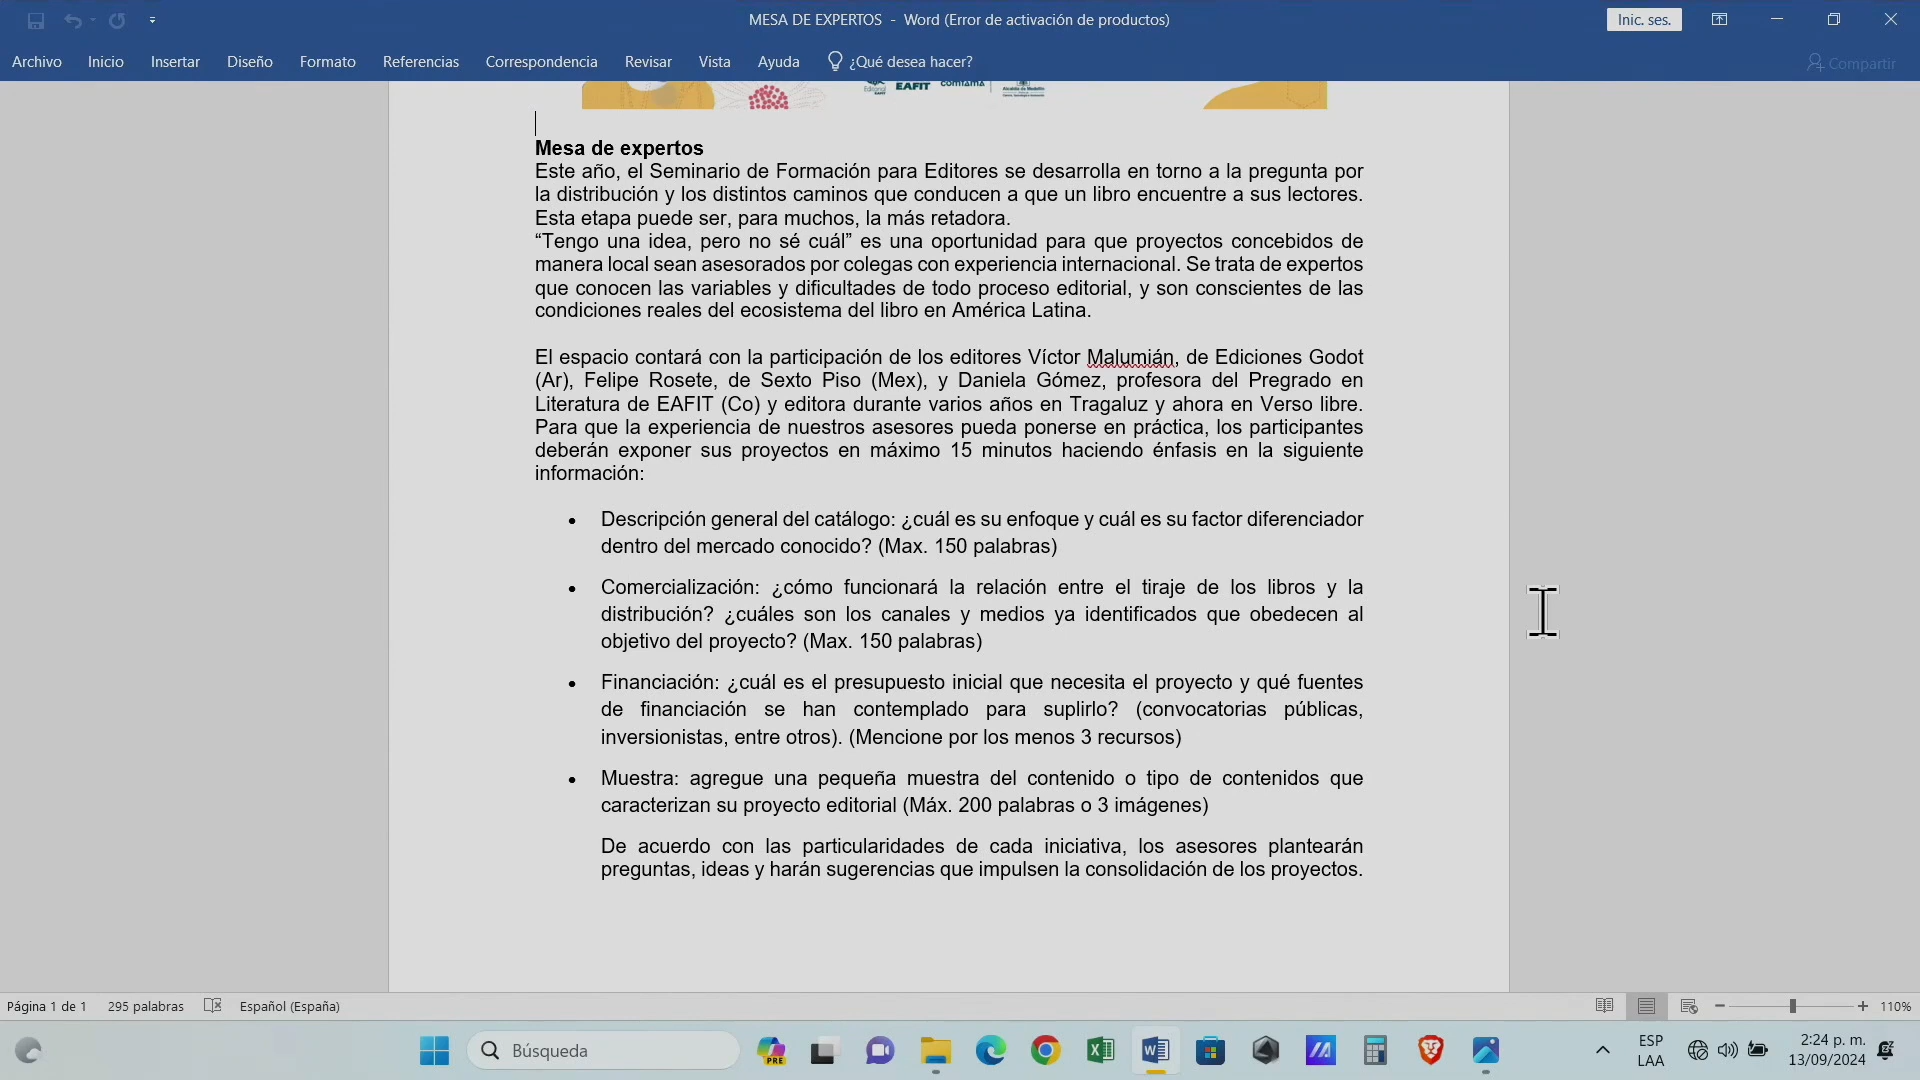 MESA DE EXPERTOS - Word (Error de activación de productos)
Inic. ses.
Archivo Inicio Insertar Diseño Formato Referencias Correspondencia Revisar Vista Ayuda ¿Qué desea hacer? Compartir
Editorial EAFIT EAFIT comfama Alcaldía de Medellín
Mesa de expertos
Este año, el Seminario de Formación para Editores se desarrolla en torno a la pregunta por
la distribución y los distintos caminos que conducen a que un libro encuentre a sus lectores.
Esta etapa puede ser, para muchos, la más retadora.
“Tengo una idea, pero no sé cuál” es una oportunidad para que proyectos concebidos de
manera local sean asesorados por colegas con experiencia internacional. Se trata de expertos
que conocen las variables y dificultades de todo proceso editorial, y son conscientes de las
condiciones reales del ecosistema del libro en América Latina.
El espacio contará con la participación de los editores Víctor Malumián, de Ediciones Godot
(Ar), Felipe Rosete, de Sexto Piso (Mex), y Daniela Gómez, profesora del Pregrado en
Literatura de EAFIT (Co) y editora durante varios años en Tragaluz y ahora en Verso libre.
Para que la experiencia de nuestros asesores pueda ponerse en práctica, los participantes
deberán exponer sus proyectos en máximo 15 minutos haciendo énfasis en la siguiente
información:
• Descripción general del catálogo: ¿cuál es su enfoque y cuál es su factor diferenciador
dentro del mercado conocido? (Max. 150 palabras)
• Comercialización: ¿cómo funcionará la relación entre el tiraje de los libros y la
distribución? ¿cuáles son los canales y medios ya identificados que obedecen al
objetivo del proyecto? (Max. 150 palabras)
• Financiación: ¿cuál es el presupuesto inicial que necesita el proyecto y qué fuentes
de financiación se han contemplado para suplirlo? (convocatorias públicas,
inversionistas, entre otros). (Mencione por los menos 3 recursos)
• Muestra: agregue una pequeña muestra del contenido o tipo de contenidos que
caracterizan su proyecto editorial (Máx. 200 palabras o 3 imágenes)
De acuerdo con las particularidades de cada iniciativa, los asesores plantearán
preguntas, ideas y harán sugerencias que impulsen la consolidación de los proyectos.
Página 1 de 1 295 palabras Español (España) 110%
Búsqueda
PRE
ESP
LAA
2:24 p. m.
13/09/2024